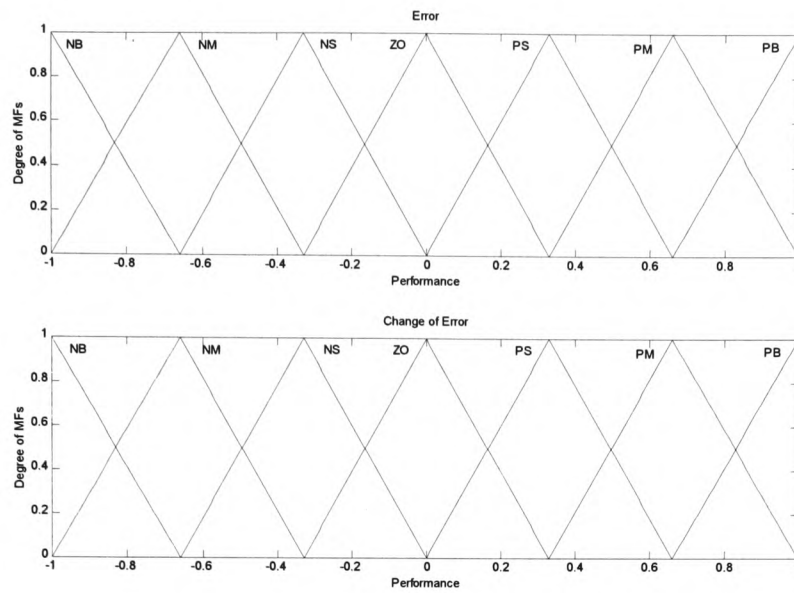 Error
1
NB
NM
NS
ZO
PS
PM
PB
0.8
0.6
0.4
0.2
0
Degree of MFs
-1
-0.8
-0.6
-0.4
-0.2
0
0.2
0.4
0.6
0.8
Performance
Change of Error
1
NB
NM
NS
ZO
PS
PM
PB
0.8
0.6
0.4
0.2
0
Degree of MFs
-1
-0.8
-0.6
-0.4
-0.2
0
0.2
0.4
0.6
0.8
Performance